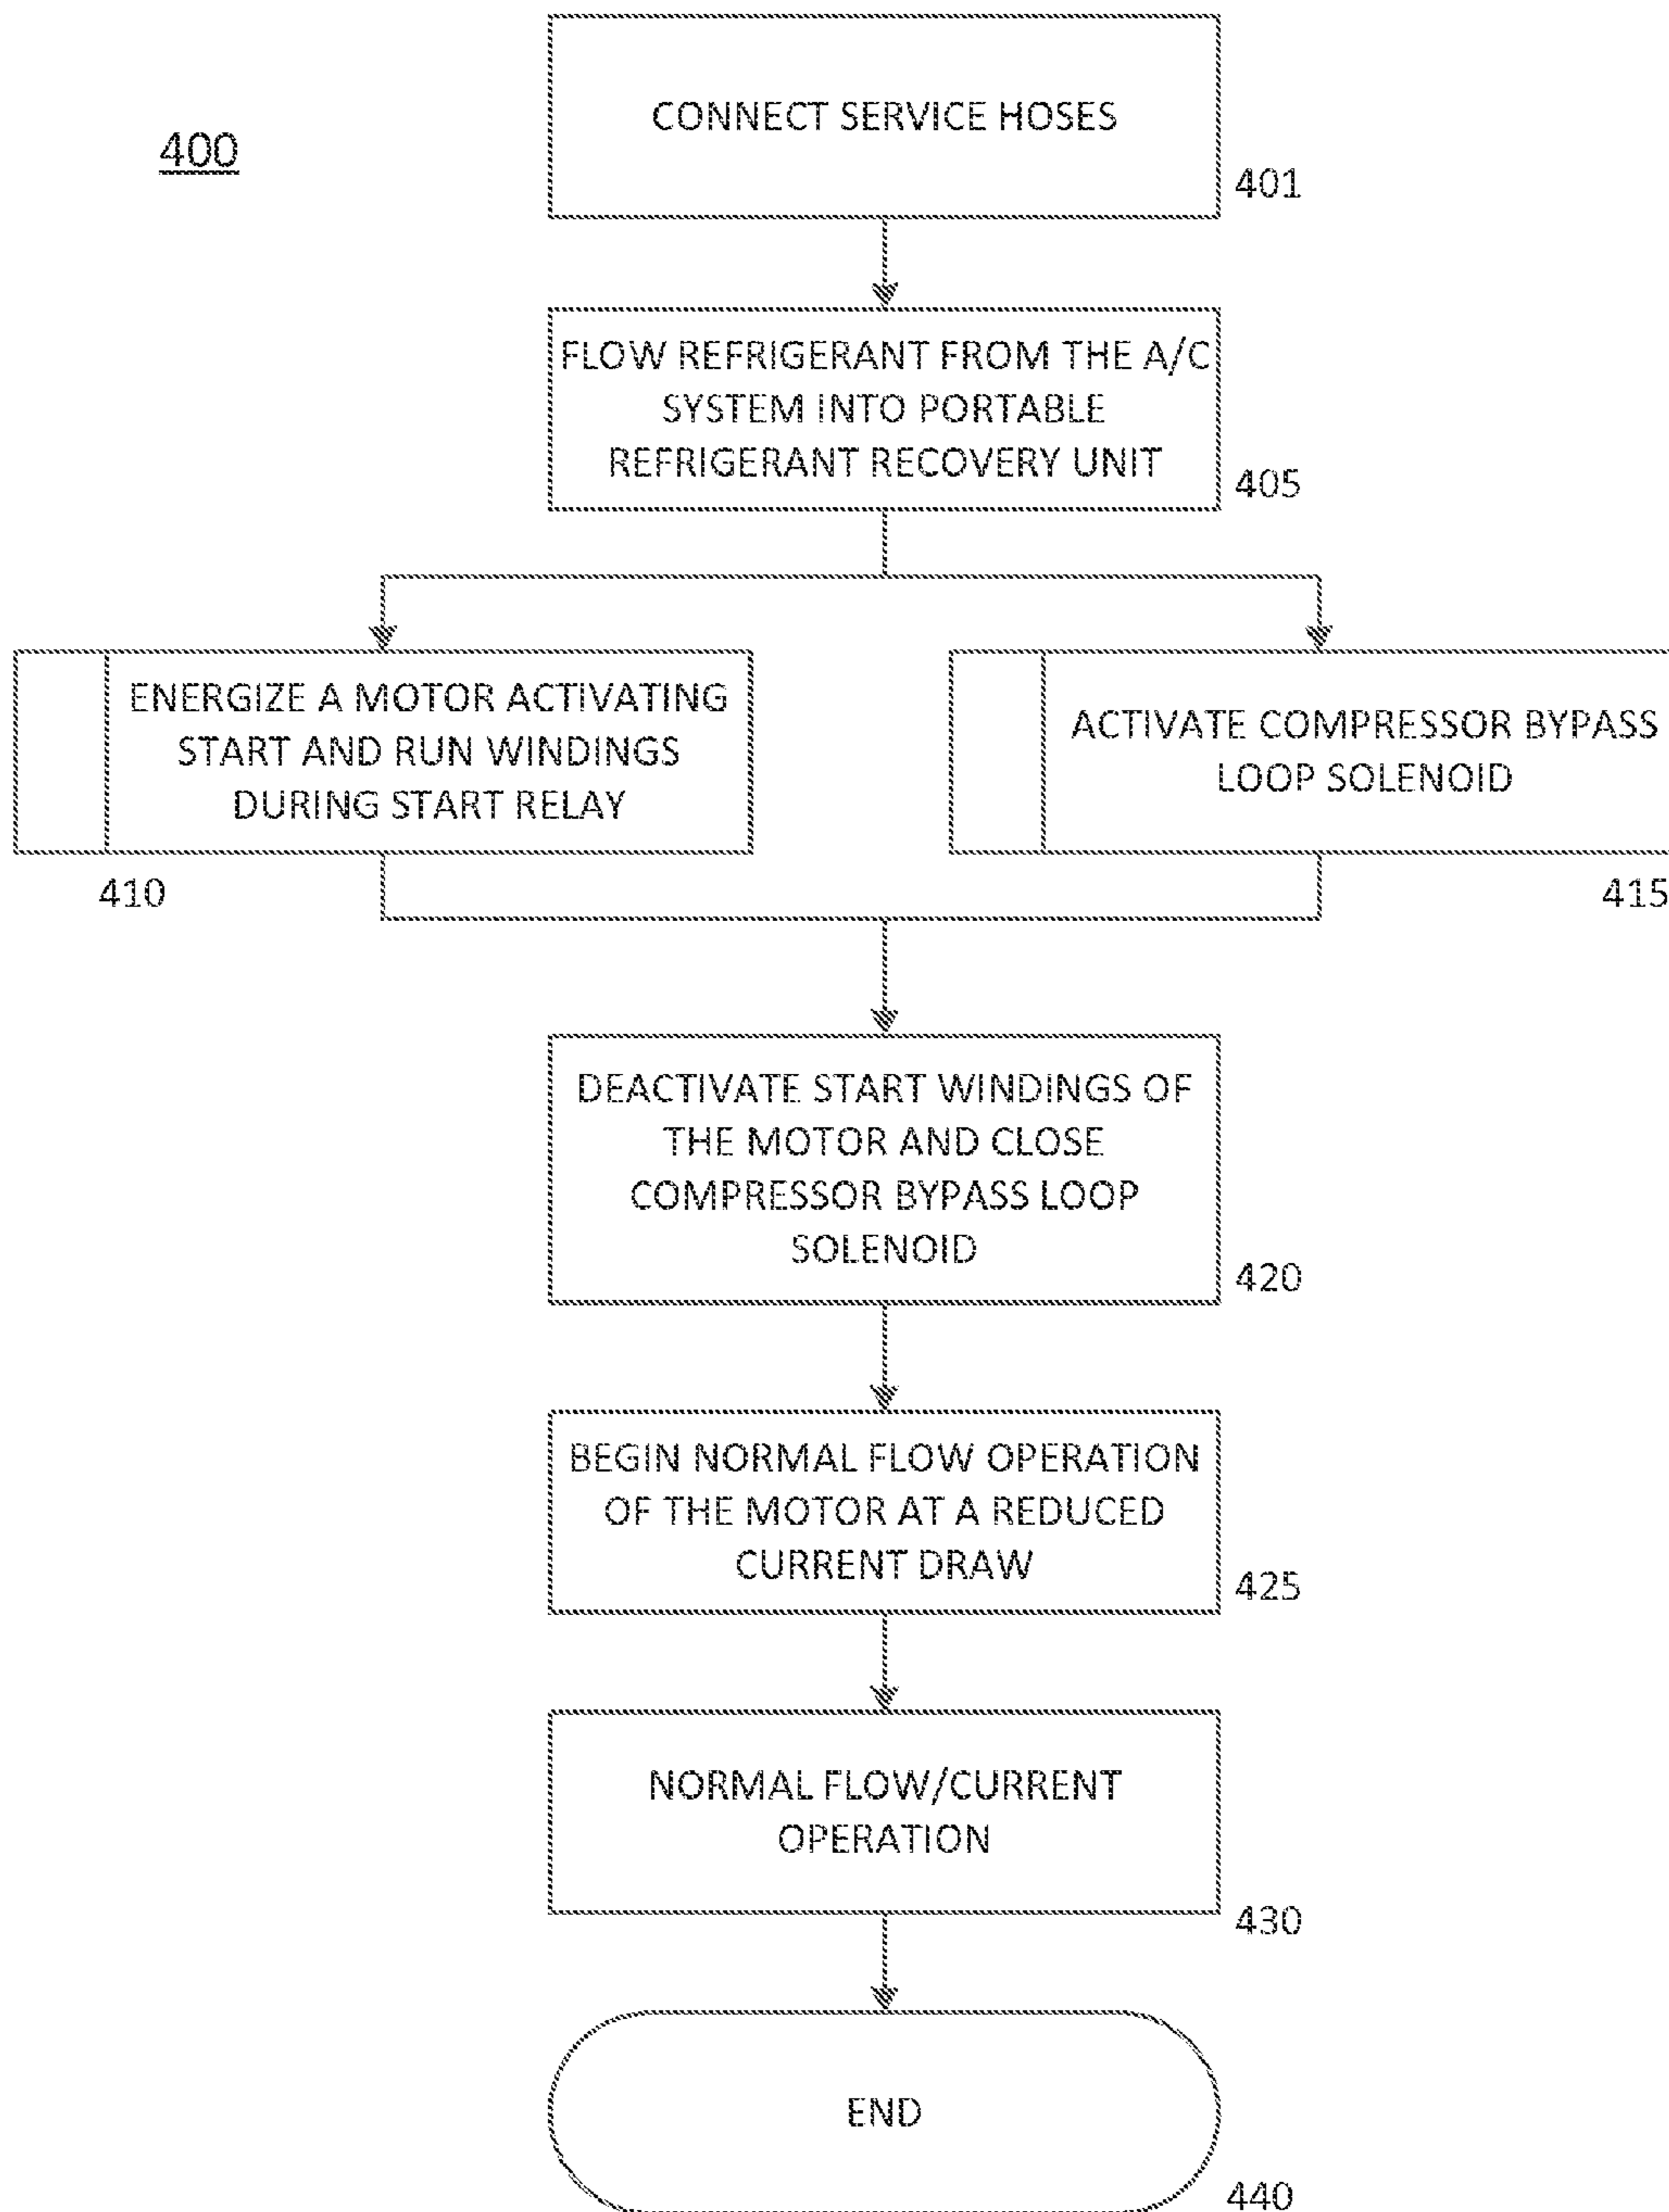 400
CONNECT SERVICE HOSES
401
FLOW REFRIGERANT FROM THE A/C
SYSTEM INTO PORTABLE
REFRIGERANT RECOVERY UNIT
405
ENERGIZE A MOTOR ACTIVATING
START AND RUN WINDINGS
DURING START RELAY
410
ACTIVATE COMPRESSOR BYPASS
LOOP SOLENOID
415
DEACTIVATE START WINDINGS OF
THE MOTOR AND CLOSE
COMPRESSOR BYPASS LOOP
SOLENOID
420
BEGIN NORMAL FLOW OPERATION
OF THE MOTOR AT A REDUCED
CURRENT DRAW
425
NORMAL FLOW/CURRENT
OPERATION
430
END
440